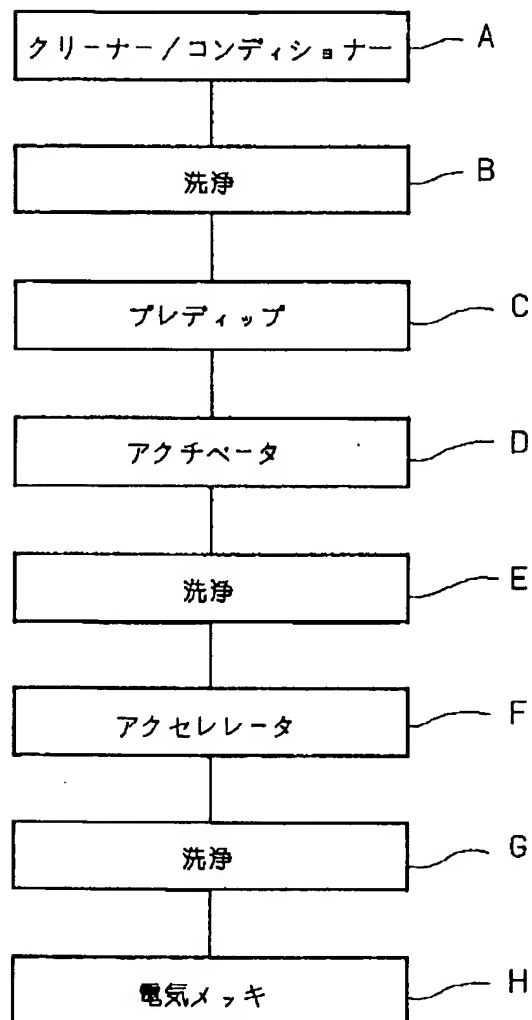 クリーナー/コンディショナー A
洗浄 B
プレディップ C
アクチベータ D
洗浄 E
アクセレレータ F
洗浄 G
電気メッキ H